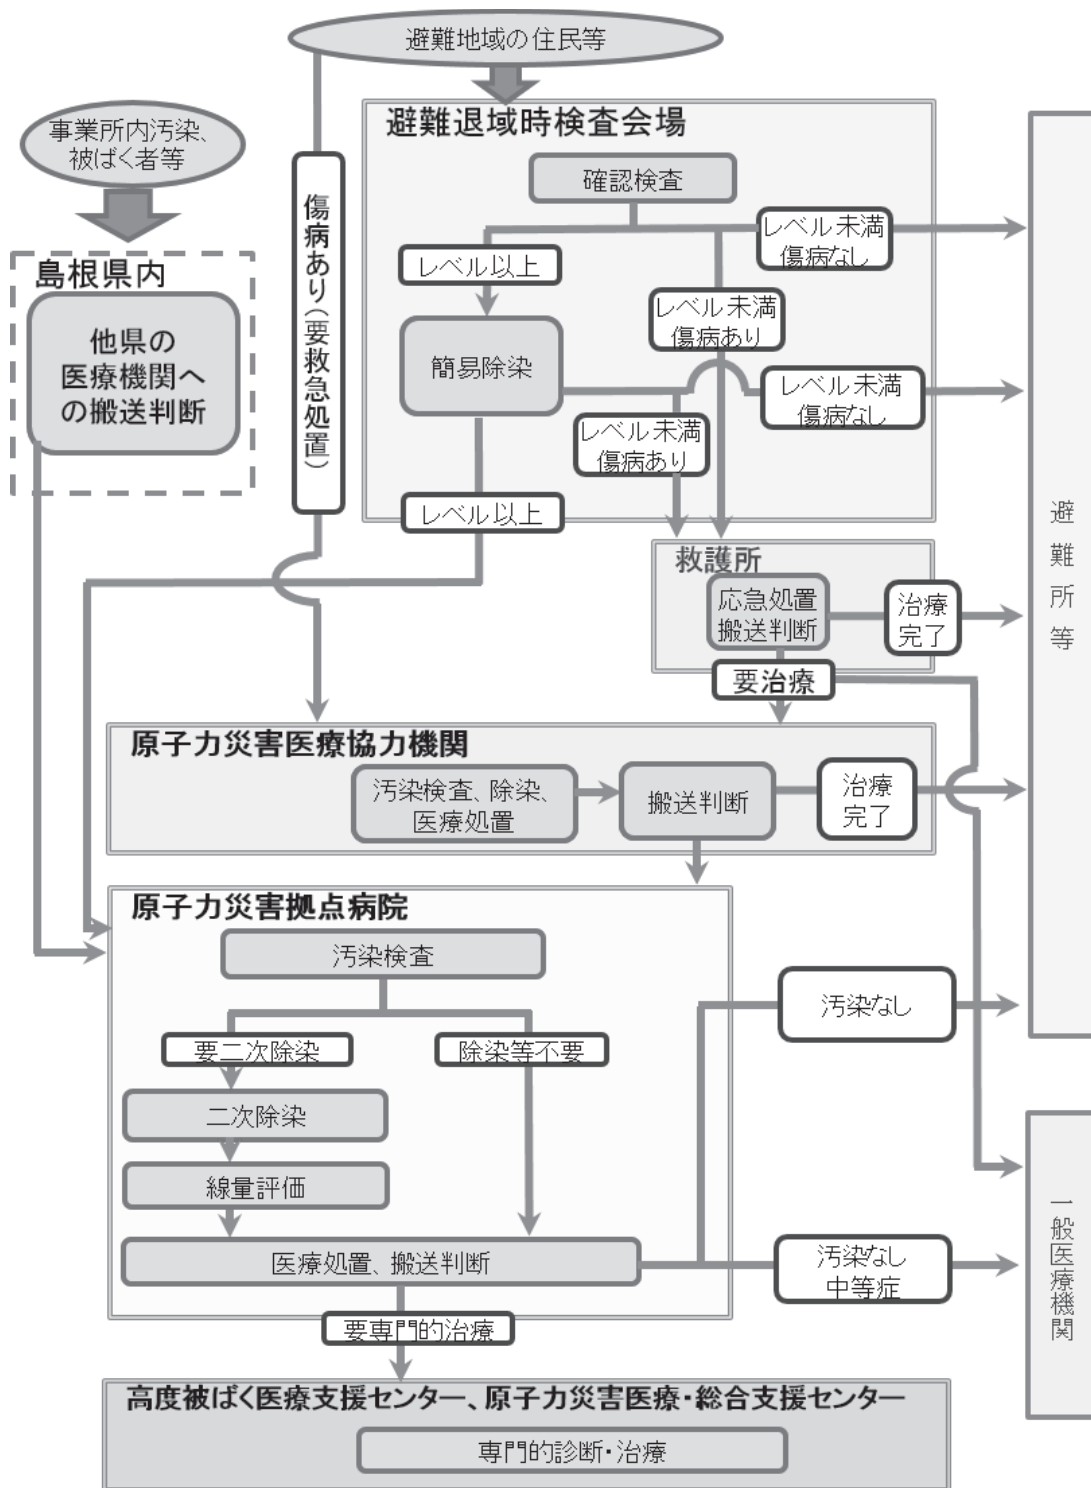 避難地域の住民等
事業所内汚染、
被ばく者等
島根県内
他県の
医療機関へ
の搬送判断
傷病あり(要救急処置)
避難退域時検査会場
確認検査
レベル以上
レベル未満
傷病なし
レベル未満
傷病あり
簡易除染
レベル未満
傷病なし
レベル未満
傷病あり
レベル以上
救護所
応急処置
搬送判断
治療
完了
要治療
避難所等
原子力災害医療協力機関
汚染検査、除染、
医療処置
搬送判断
治療
完了
原子力災害拠点病院
汚染検査
要二次除染
除染等不要
二次除染
線量評価
医療処置、搬送判断
汚染なし
汚染なし
中等症
一般医療機関
要専門的治療
高度被ばく医療支援センター、原子力災害医療・総合支援センター
専門的診断・治療